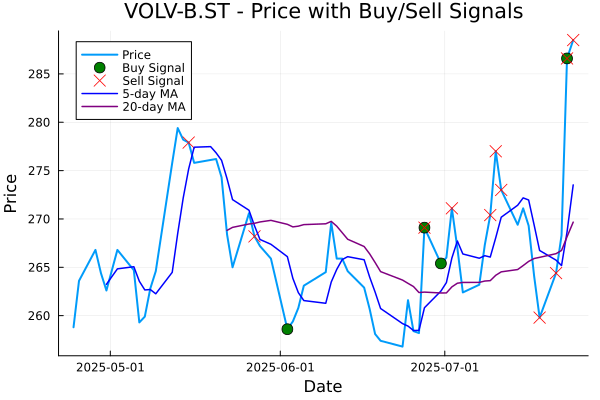 VOLV-B.ST - Price with Buy/Sell Signals
Price
Buy Signal
Sell Signal
5-day MA
20-day MA
285
280
275
270
265
260
Price
2025-05-01
2025-06-01
2025-07-01
Date